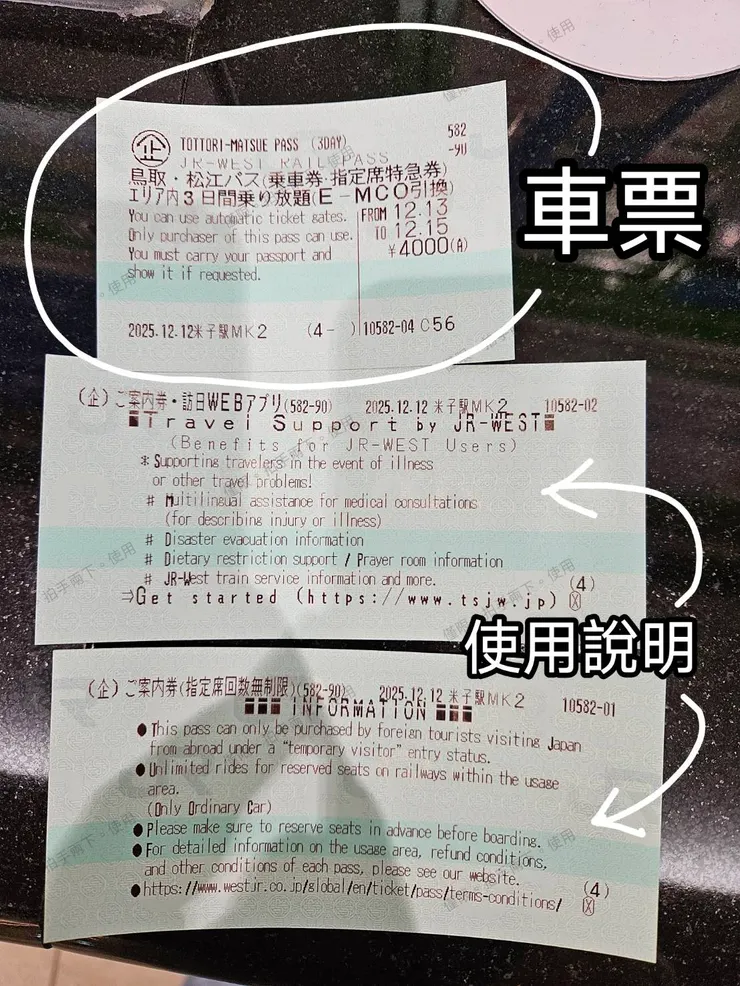 企 TOTTORI-MATSUE PASS (3DAY) 582
JR-WEST RAIL PASS -90
鳥取・松江パス(乗車券・指定席特急券)
エリア内3日間乗り放題(E-MCO引換)
You can use automatic ticket gates. FROM 12.13
Only purchaser of this pass can use. TO 12.15
You must carry your passport and ¥4000(A)
show it if requested.
2025.12.12 米子駅MK2 (4- ) 10582-04 C56
車票
(企)ご案内券・訪日WEBアプリ(582-90) 2025.12.12 米子駅MK2 10582-02
Travel Support by JR-WEST
(Benefits for JR-WEST Users)
*Supporting travelers in the event of illness
or other travel problems!
# Multilingual assistance for medical consultations
(for describing injury or illness)
# Disaster evacuation information
# Dietary restriction support / Prayer room information
# JR-West train service information and more. (4)
⇒Get started (https://www.tsjw.jp)
使用說明
(企)ご案内券(指定席回数無制限)(582-90) 2025.12.12 米子駅MK2 10582-01
INFORMATION
●This pass can only be purchased by foreign tourists visiting Japan
from abroad under a "temporary visitor" entry status.
●Unlimited rides for reserved seats on railways within the usage
area.
(Only Ordinary Car)
●Please make sure to reserve seats in advance before boarding.
●For detailed information on the usage area, refund conditions,
and other conditions of each pass, please see our website. (4)
●https://www.westjr.co.jp/global/en/ticket/pass/terms-conditions/